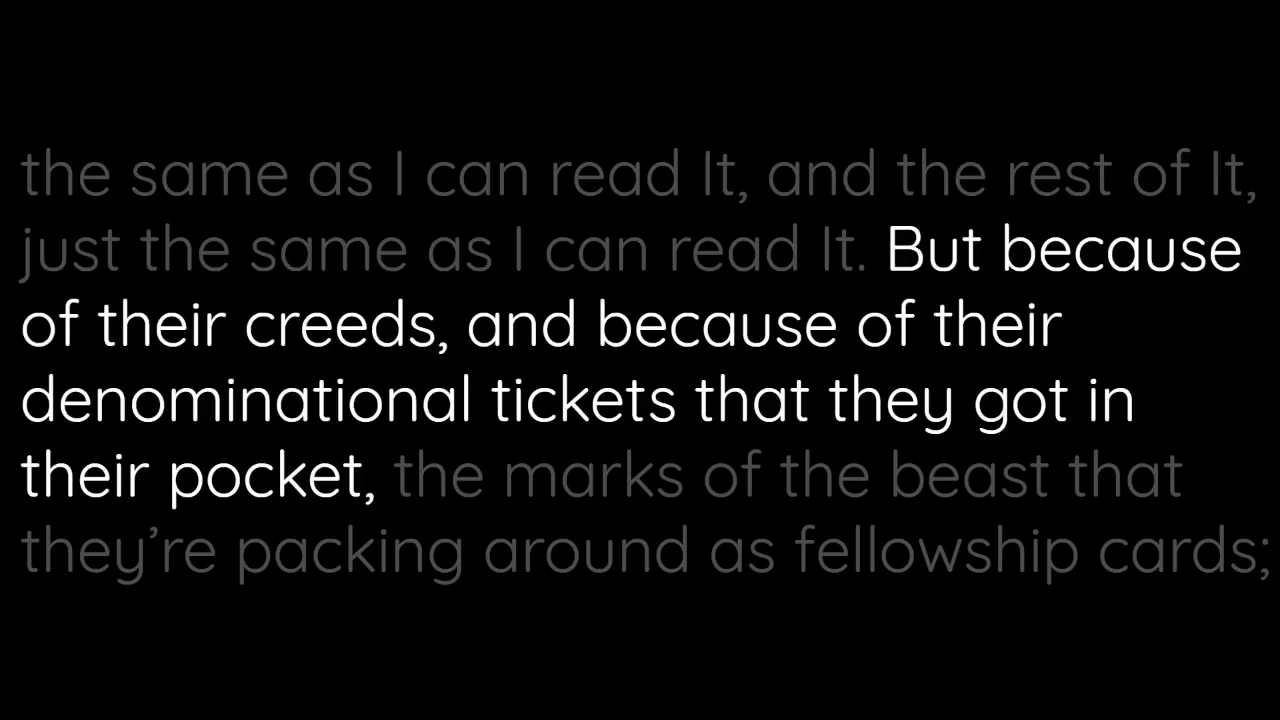 the same as I can read It, and the rest of It,
just the same as I can read It. But because
of their creeds, and because of their
denominational tickets that they got in
their pocket, the marks of the beast that
they’re packing around as fellowship cards;